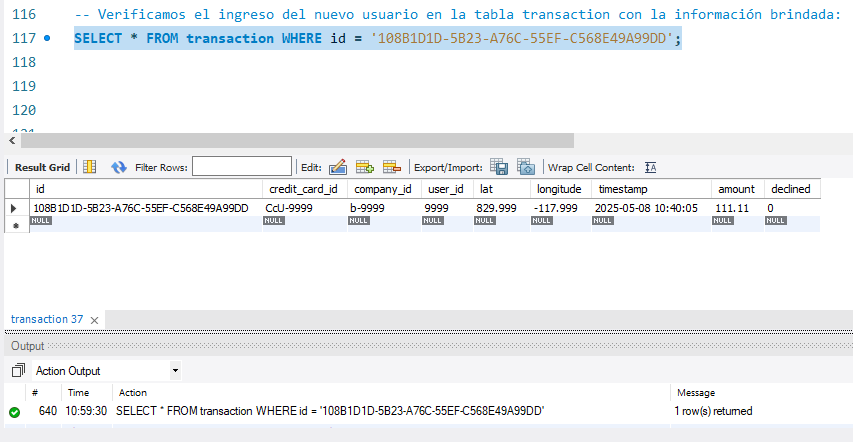 116 -- Verificamos el ingreso del nuevo usuario en la tabla transaction con la información brindada:
117 SELECT * FROM transaction WHERE id = '108B1D1D-5B23-A76C-55EF-C568E49A99DD';
118
119
120
Result Grid Filter Rows: Edit: Export/Import: Wrap Cell Content: IA
id credit_card_id company_id user_id lat longitude timestamp amount declined
108B1D1D-5B23-A76C-55EF-C568E49A99DD CcU-9999 b-9999 9999 829.999 -117.999 2025-05-08 10:40:05 111.11 0
NULL NULL NULL NULL NULL NULL NULL NULL NULL
transaction 37
Output
Action Output
# Time Action Message
640 10:59:30 SELECT * FROM transaction WHERE id = '108B1D1D-5B23-A76C-55EF-C568E49A99DD' 1 row(s) returned